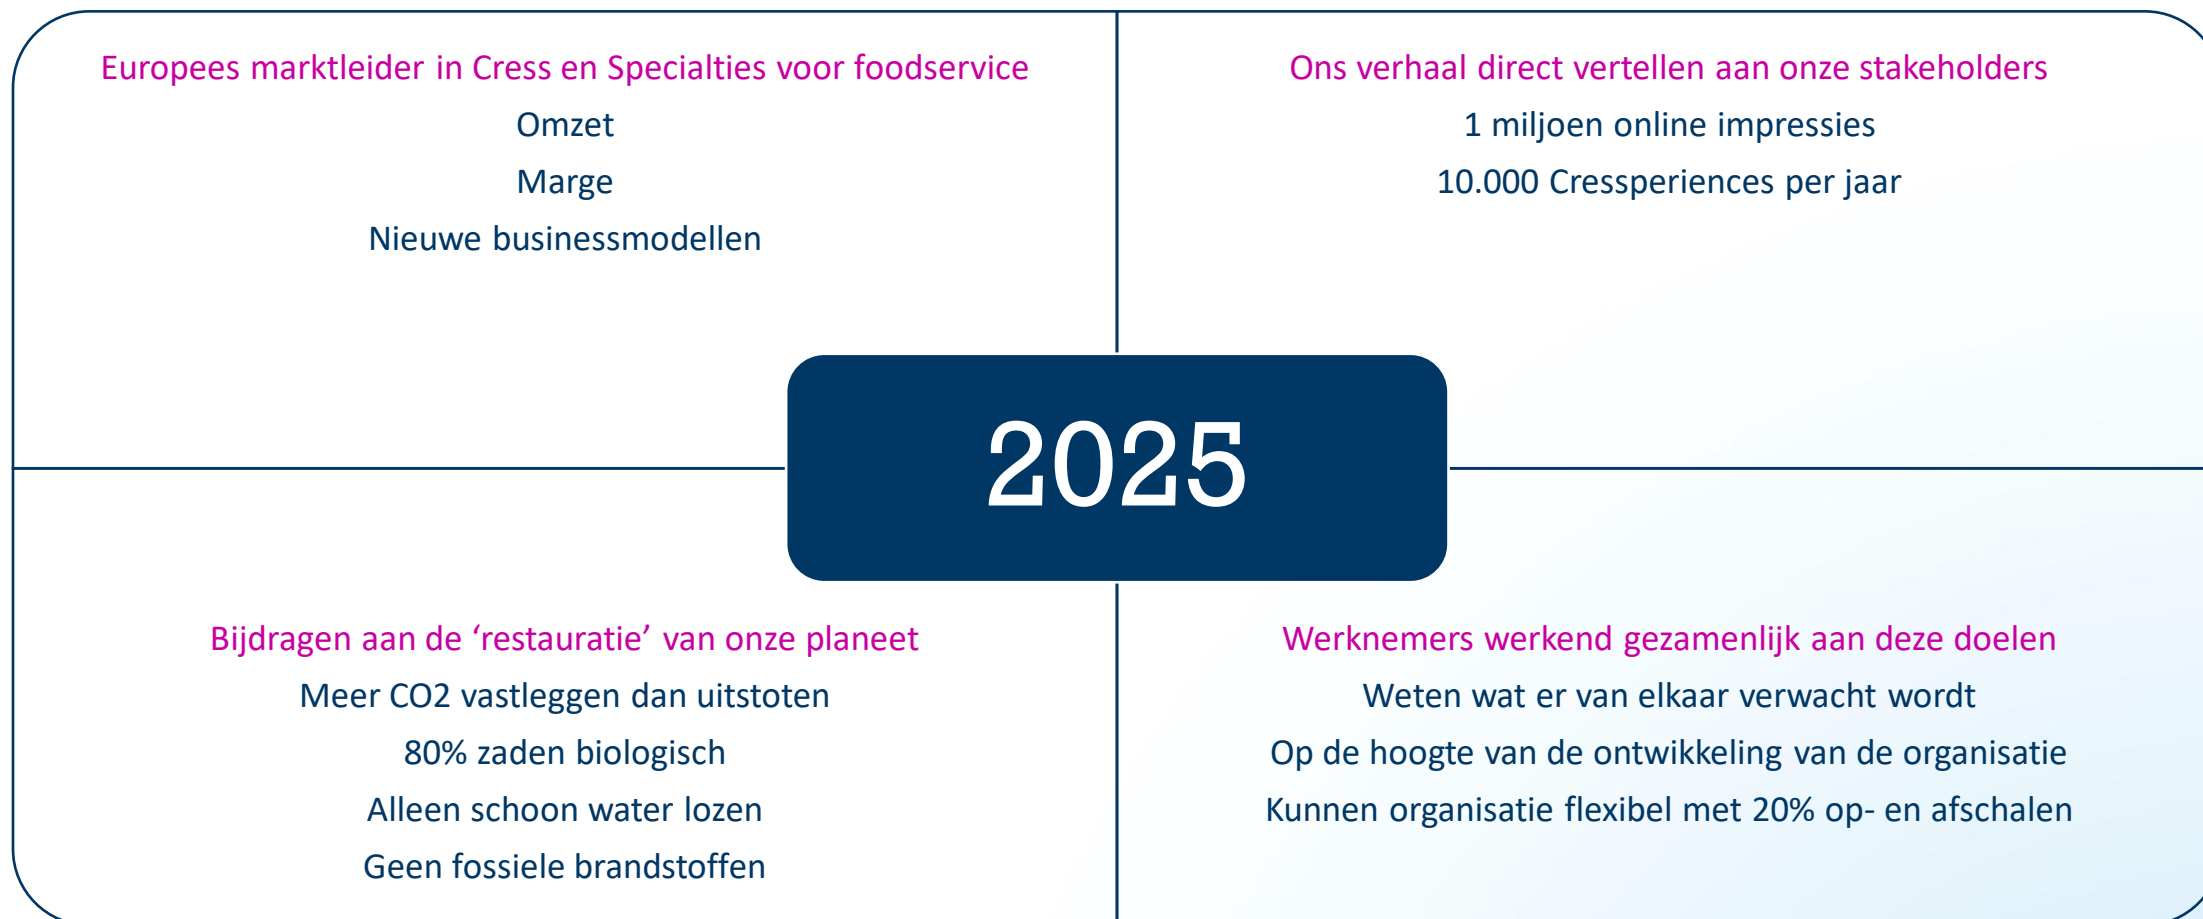 Europees marktleider in Cress en Specialties voor foodservice
Omzet
Marge
Nieuwe businessmodellen
Ons verhaal direct vertellen aan onze stakeholders
1 miljoen online impressies
10.000 Cressperiences per jaar
2025
Bijdragen aan de ‘restauratie’ van onze planeet
Meer CO2 vastleggen dan uitstoten
80% zaden biologisch
Alleen schoon water lozen
Geen fossiele brandstoffen
Werknemers werkend gezamenlijk aan deze doelen
Weten wat er van elkaar verwacht wordt
Op de hoogte van de ontwikkeling van de organisatie
Kunnen organisatie flexibel met 20% op- en afschalen